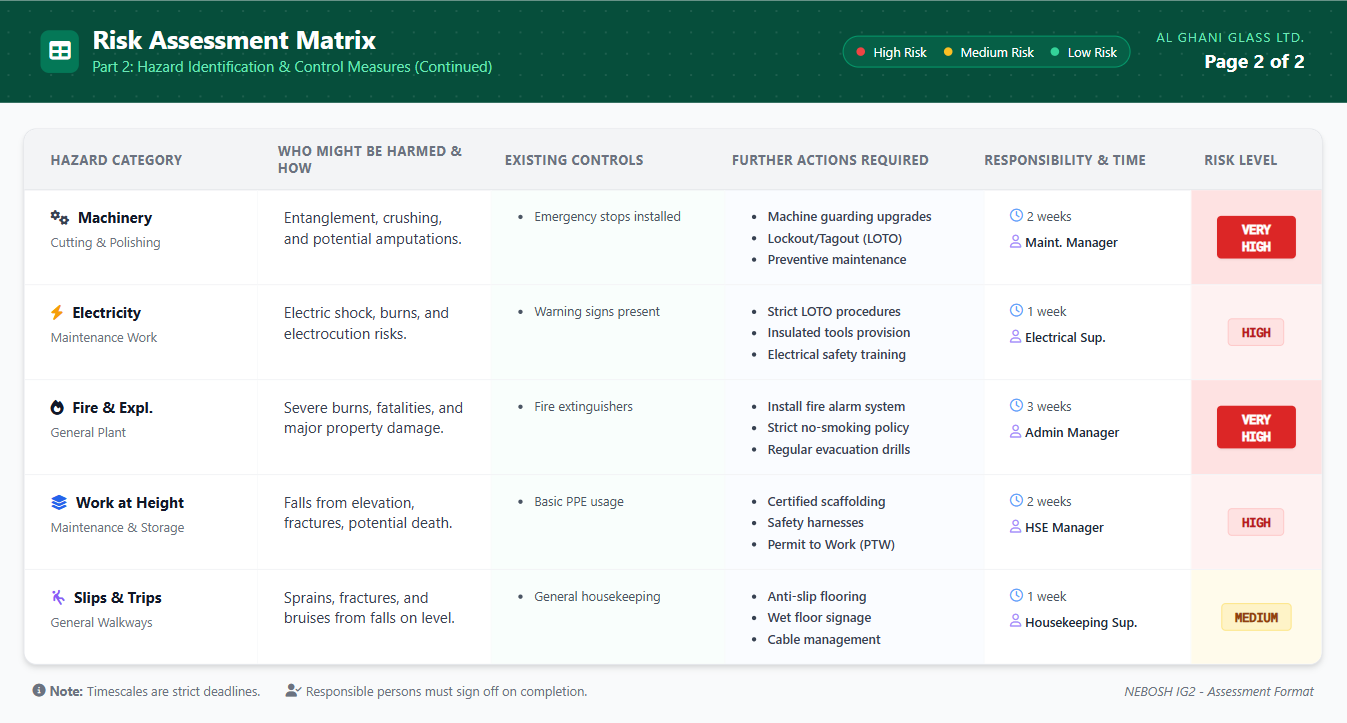 Risk Assessment Matrix
Part 2: Hazard Identification & Control Measures (Continued)
High Risk
Medium Risk
Low Risk
AL GHANI GLASS LTD.
Page 2 of 2
HAZARD CATEGORY
WHO MIGHT BE HARMED &
HOW
EXISTING CONTROLS
FURTHER ACTIONS REQUIRED
RESPONSIBILITY & TIME
RISK LEVEL
Machinery
Cutting & Polishing
Entanglement, crushing,
and potential amputations.
• Emergency stops installed
• Machine guarding upgrades
• Lockout/Tagout (LOTO)
• Preventive maintenance
2 weeks
Maint. Manager
VERY
HIGH
Electricity
Maintenance Work
Electric shock, burns, and
electrocution risks.
• Warning signs present
• Strict LOTO procedures
• Insulated tools provision
• Electrical safety training
1 week
Electrical Sup.
HIGH
Fire & Expl.
General Plant
Severe burns, fatalities, and
major property damage.
• Fire extinguishers
• Install fire alarm system
• Strict no-smoking policy
• Regular evacuation drills
3 weeks
Admin Manager
VERY
HIGH
Work at Height
Maintenance & Storage
Falls from elevation,
fractures, potential death.
• Basic PPE usage
• Certified scaffolding
• Safety harnesses
• Permit to Work (PTW)
2 weeks
HSE Manager
HIGH
Slips & Trips
General Walkways
Sprains, fractures, and
bruises from falls on level.
• General housekeeping
• Anti-slip flooring
• Wet floor signage
• Cable management
1 week
Housekeeping Sup.
MEDIUM
Note: Timescales are strict deadlines.
Responsible persons must sign off on completion.
NEBOSH IG2 - Assessment Format